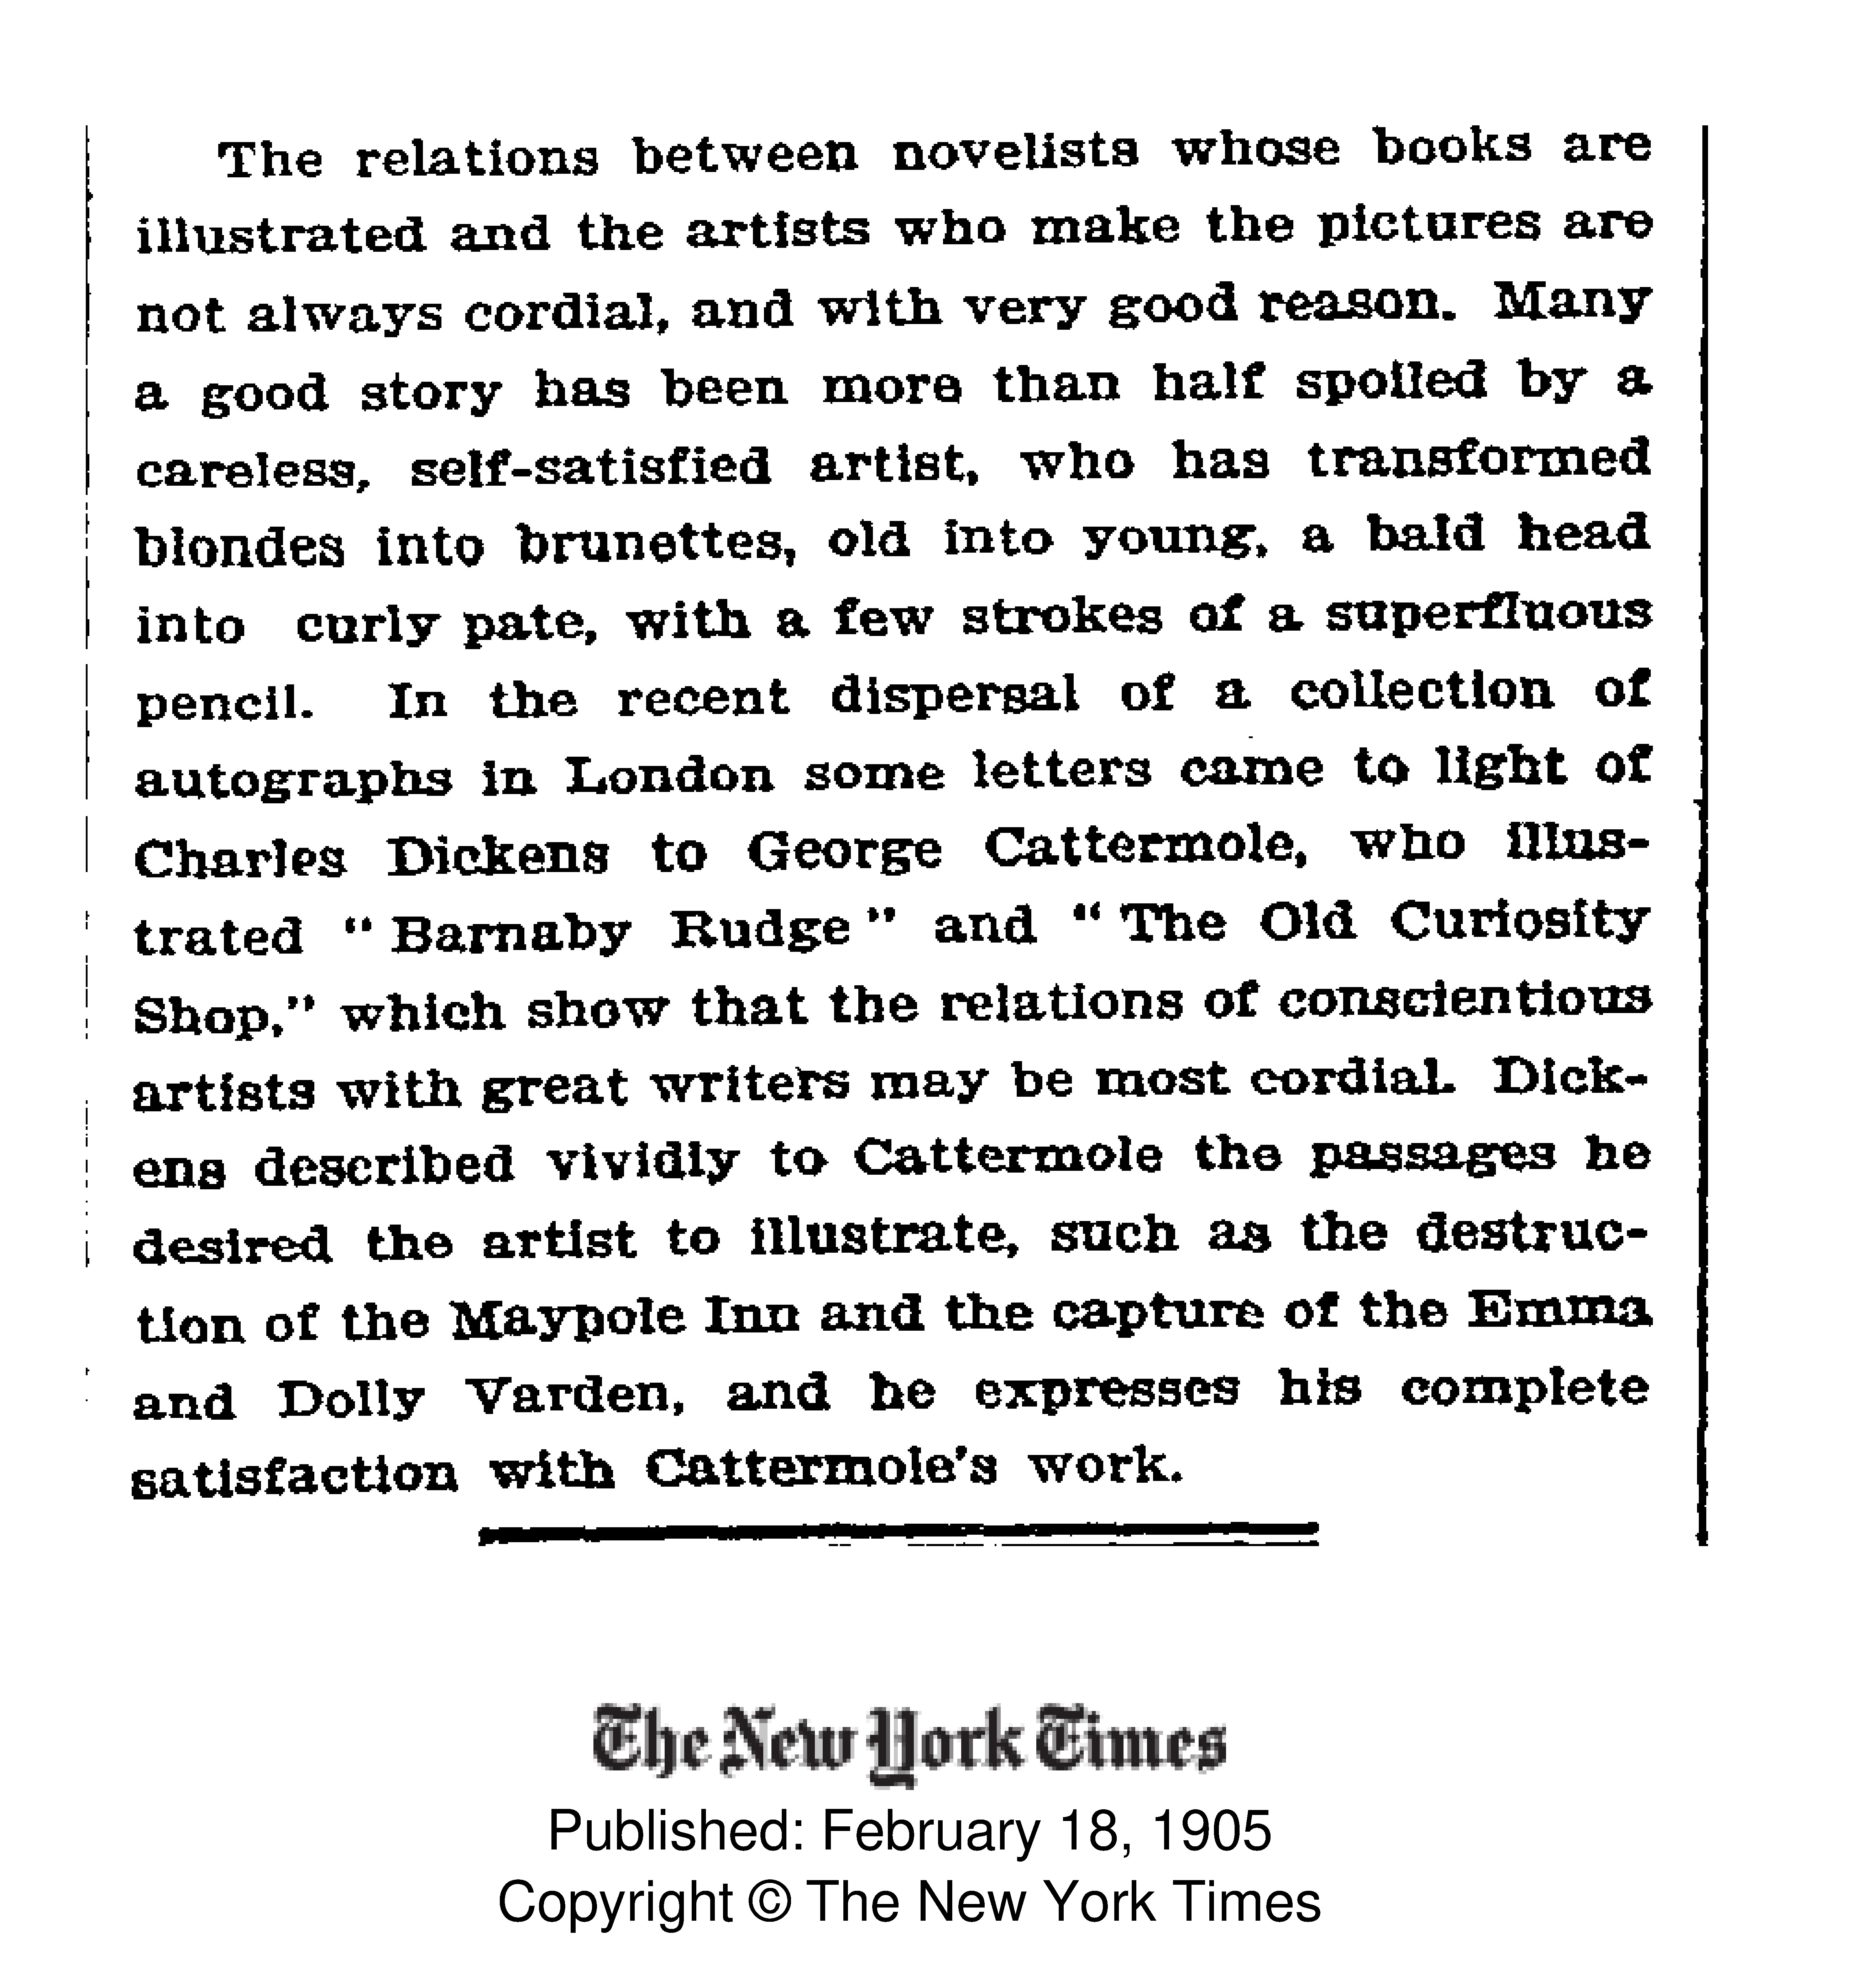 The relations between novelists whose books are
illustrated and the artists who make the pictures are
not always cordial, and with very good reason. Many
a good story has been more than half spoiled by a
careless, self-satisfied artist, who has transformed
blondes into brunettes, old into young, a bald head
into curly pate, with a few strokes of a superfluous
pencil. In the recent dispersal of a collection of
autographs in London some letters came to light of
Charles Dickens to George Cattermole, who illus-
trated "Barnaby Rudge" and "The Old Curiosity
Shop," which show that the relations of conscientious
artists with great writers may be most cordial. Dick-
ens described vividly to Cattermole the passages he
desired the artist to illustrate, such as the destruc-
tion of the Maypole Inn and the capture of the Emma
and Dolly Varden, and he expresses his complete
satisfaction with Cattermole's work.
The New York Times
Published: February 18, 1905
Copyright © The New York Times